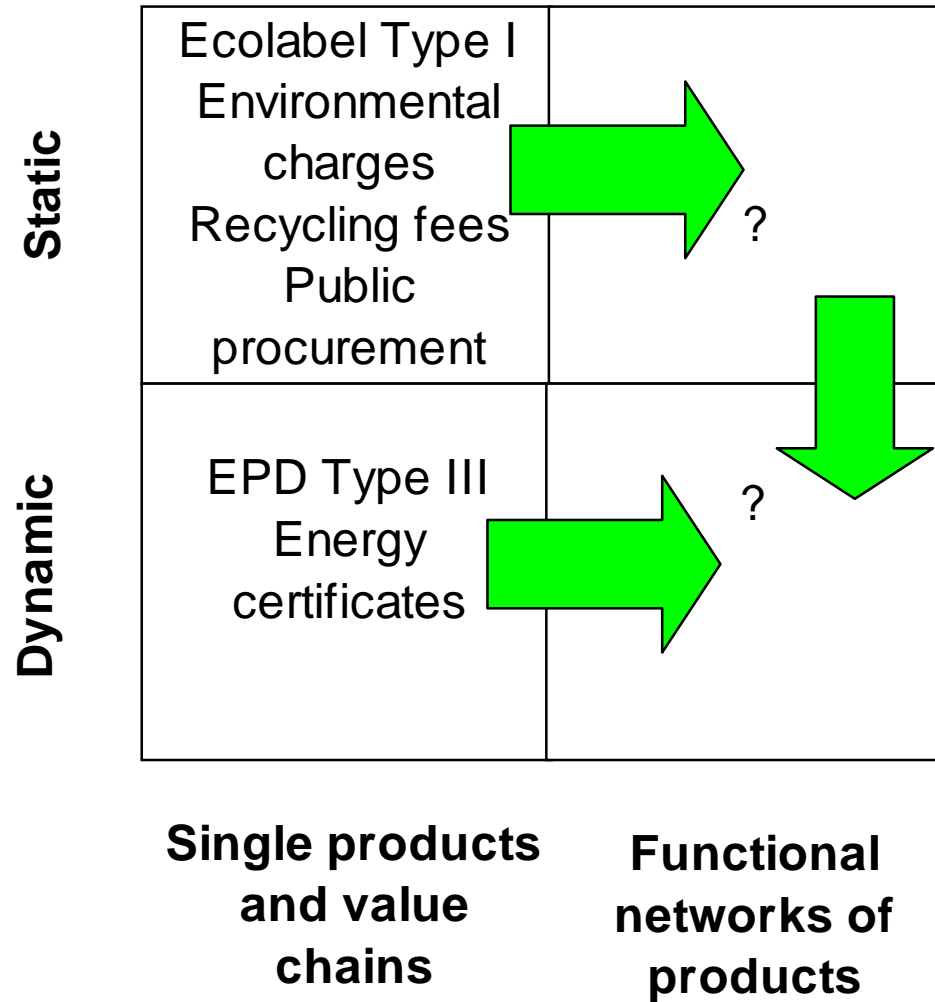 Static
Ecolabel Type I
Environmental
charges
Recycling fees
Public
procurement
?
Dynamic
EPD Type III
Energy
certificates
?
Single products
and value
chains
Functional
networks of
products